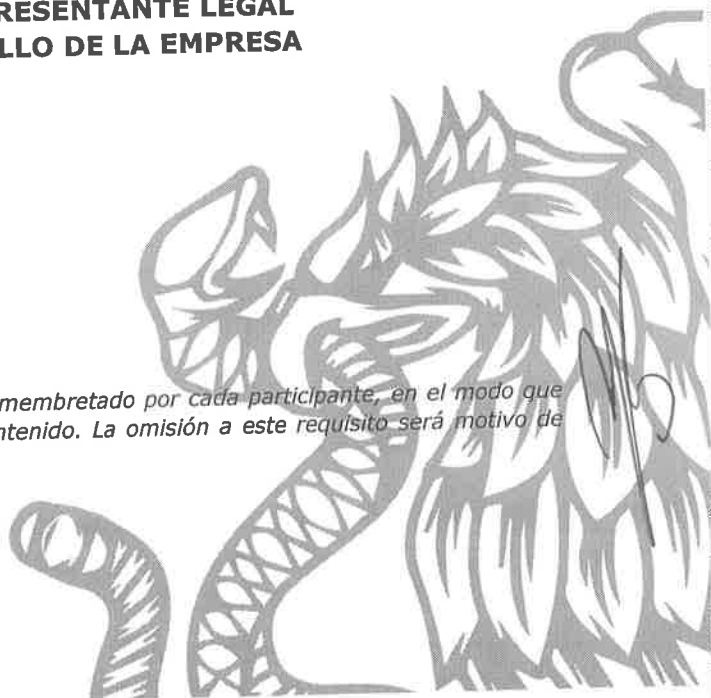 RESENTANTE LEGAL
LLO DE LA EMPRESA
membretado por cada participante, en el modo que
ntenido. La omisión a este requisito será motivo de